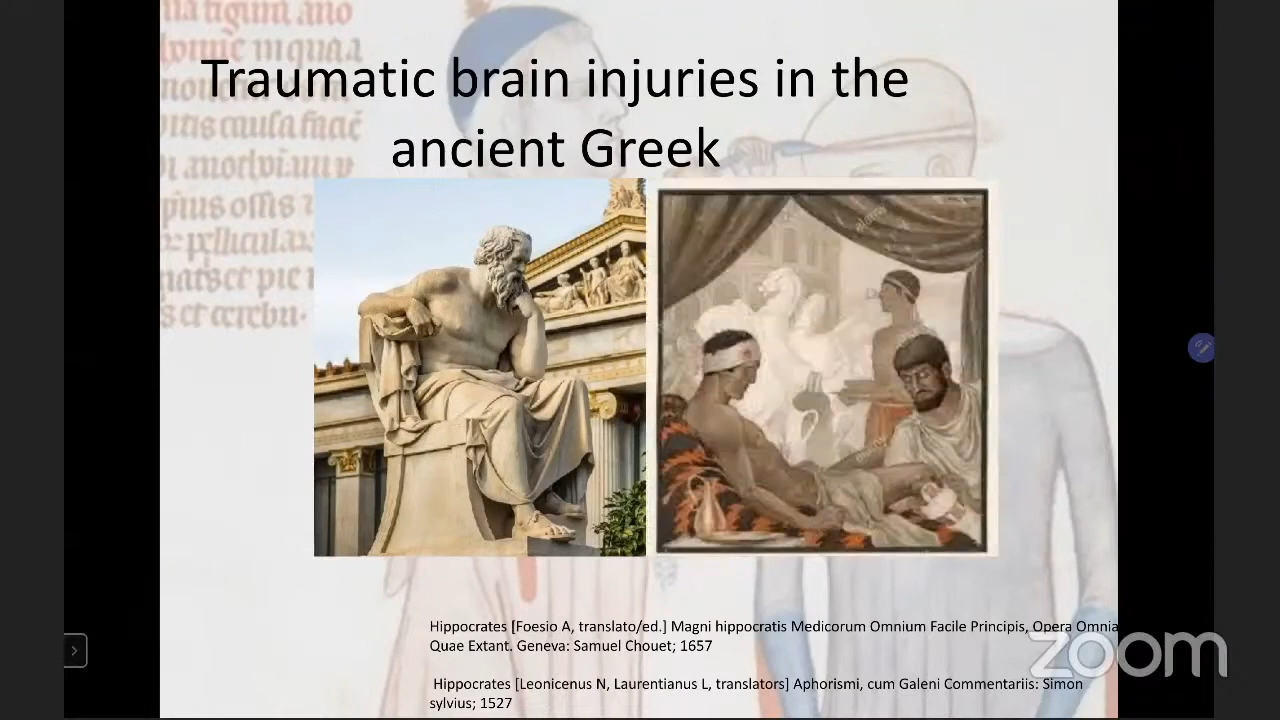 Traumatic brain injuries in the
ancient Greek
Hippocrates [Foesio A, translato/ed.] Magni hippocratis Medicorum Omnium Facile Principis, Opera Omnia
Quae Extant. Geneva: Samuel Chouet; 1657
Hippocrates [Leonicenus N, Laurentianus L, translators] Aphorismi, cum Galeni Commentariis: Simon
sylvius; 1527
zoom